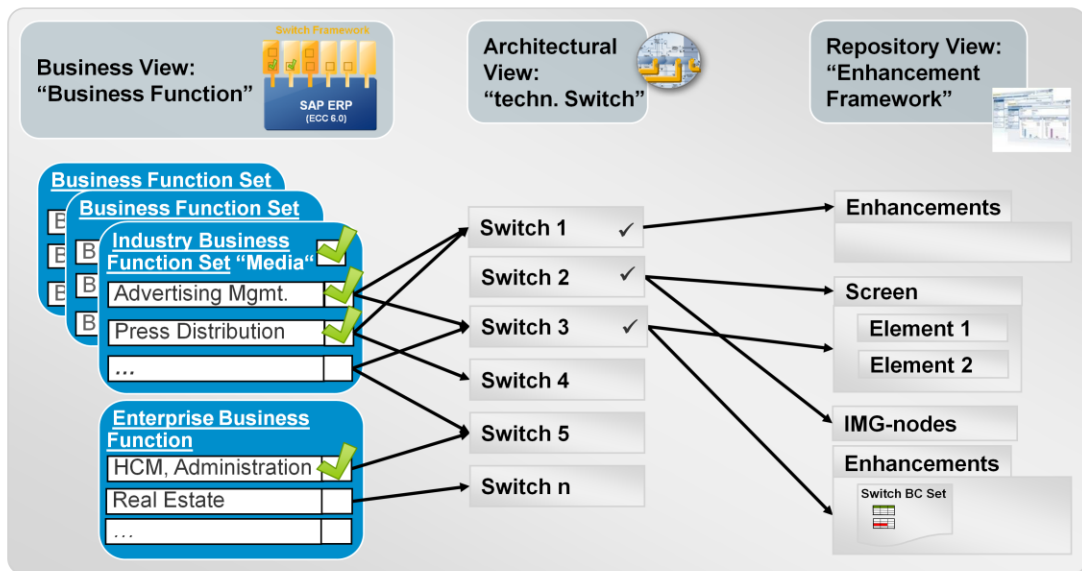 Business View:
“Business Function”
Switch Framework
SAP ERP
(ECC 6.0)
Architectural
View:
“techn. Switch”
Repository View:
“Enhancement
Framework”
Business Function Set
B
B
B
Business Function Set
B
B
B
Industry Business
Function Set “Media“
Advertising Mgmt.
Press Distribution
...
Enterprise Business
Function
HCM, Administration
Real Estate
...
Switch 1
Switch 2
Switch 3
Switch 4
Switch 5
Switch n
Enhancements
Screen
Element 1
Element 2
IMG-nodes
Enhancements
Switch BC Set